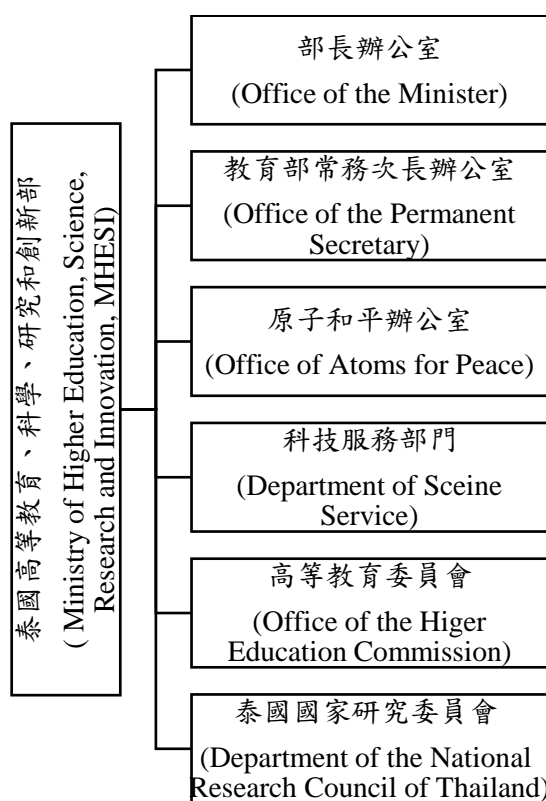 泰國高等教育、科學、研究和創新部
( Ministry of Higher Education, Science,
Research and Innovation, MHESI)
部長辦公室
(Office of the Minister)
教育部常務次長辦公室
(Office of the Permanent
Secretary)
原子和平辦公室
(Office of Atoms for Peace)
科技服務部門
(Department of Sceine
Service)
高等教育委員會
(Office of the Higer
Education Commission)
泰國國家研究委員會
(Department of the National
Research Council of Thailand)